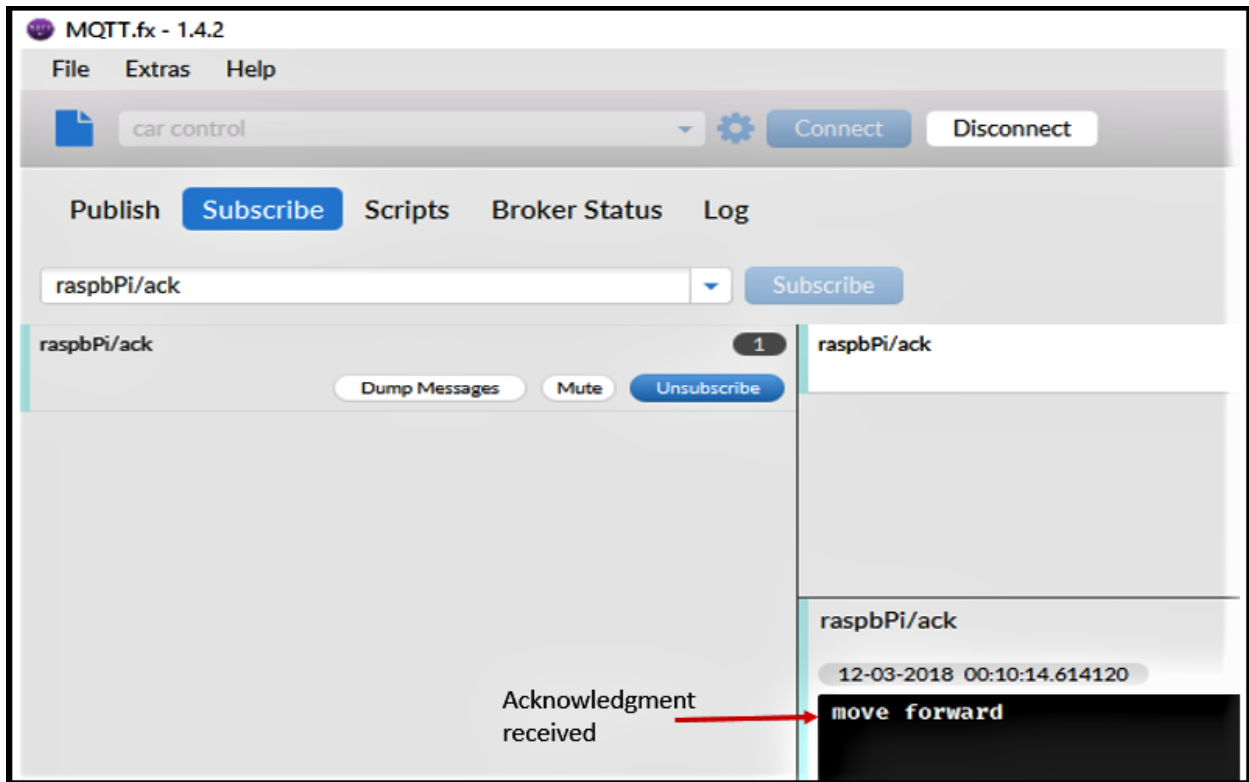 MQTT.fx - 1.4.2
File Extras Help
car control Connect Disconnect
Publish Subscribe Scripts Broker Status Log
raspbPi/ack Subscribe
raspbPi/ack 1
Dump Messages Mute Unsubscribe
raspbPi/ack
raspbPi/ack
12-03-2018 00:10:14.614120
move forward
Acknowledgment
received